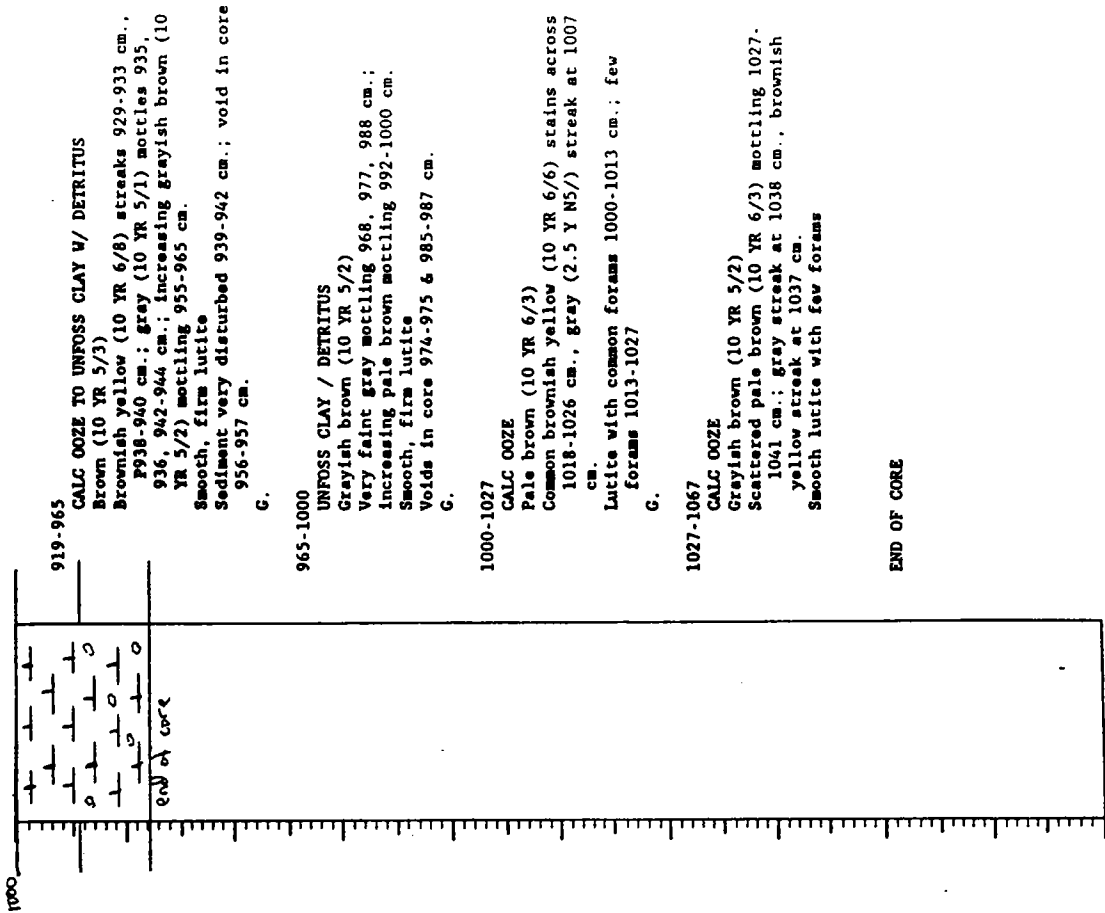 919-965
CALC OOZE TO UNFOSS CLAY W/ DETRITUS
Brown (10 YR 5/3)
Brownish yellow (10 YR 6/8) streaks 929-933 cm.,
P938-940 cm.; gray (10 YR 5/1) mottles 935,
936, 942-944 cm.; increasing grayish brown (10
YR 5/2) mottling 955-965 cm.
Smooth, firm lutite
Sediment very disturbed 939-942 cm.; void in core
956-957 cm.
G.
965-1000
UNFOSS CLAY / DETRITUS
Grayish brown (10 YR 5/2)
Very faint gray mottling 968, 977, 988 cm.;
increasing pale brown mottling 992-1000 cm.
Smooth, firm lutite
Voids in core 974-975 & 985-987 cm.
G.
1000-1027
CALC OOZE
Pale brown (10 YR 6/3)
Common brownish yellow (10 YR 6/6) stains across
1018-1026 cm., gray (2.5 Y N5/) streak at 1007
cm.
Lutite with common forams 1000-1013 cm.; few
forams 1013-1027
G.
1027-1067
CALC OOZE
Grayish brown (10 YR 5/2)
Scattered pale brown (10 YR 6/3) mottling 1027-
1041 cm.; gray streak at 1038 cm., brownish
yellow streak at 1037 cm.
Smooth lutite with few forams
END OF CORE
1000
end of core